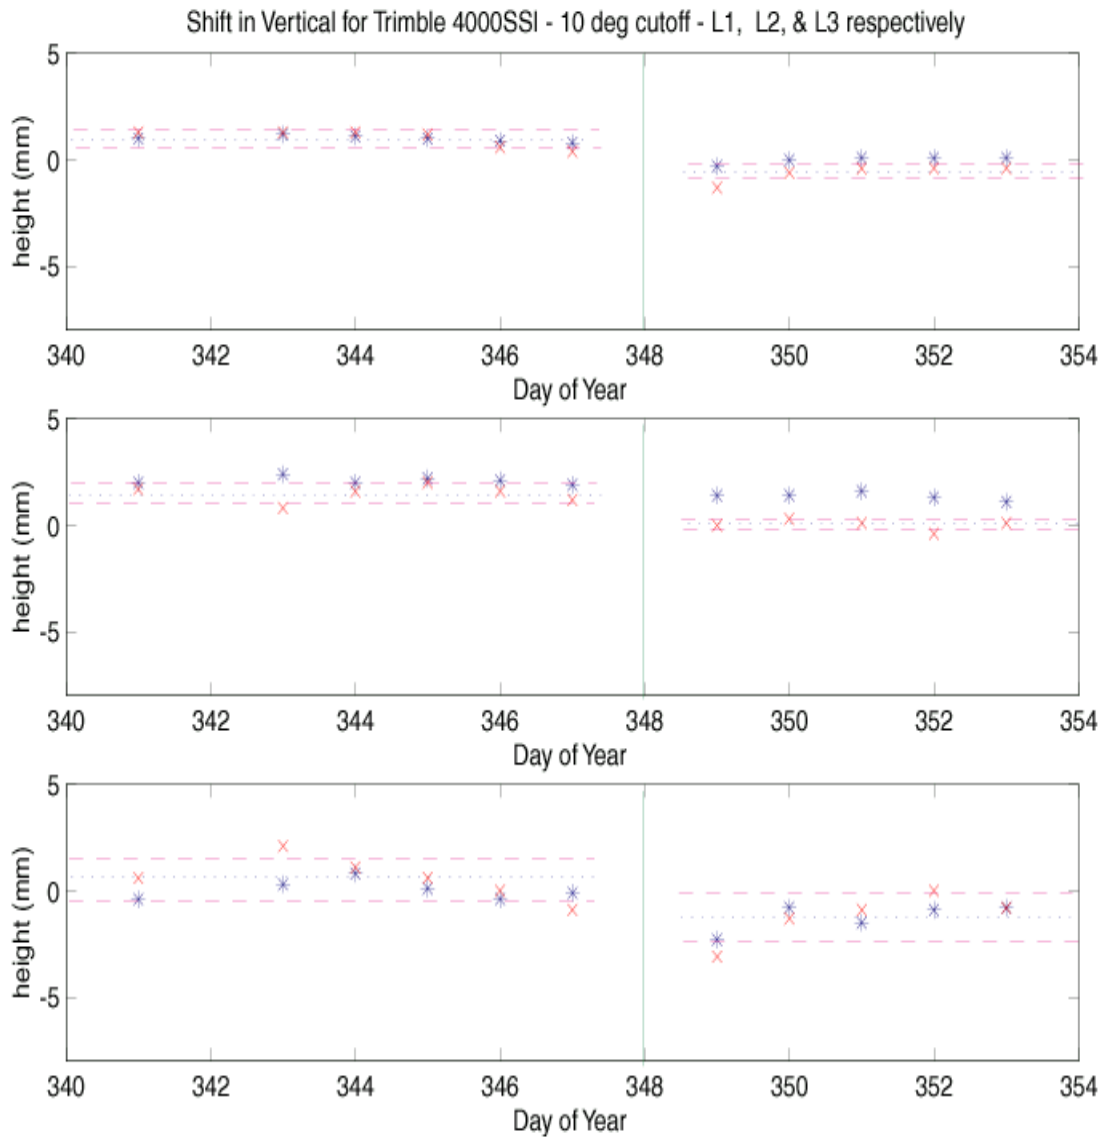 Shift in Vertical for Trimble 4000SSI - 10 deg cutoff - L1, L2, & L3 respectively
5
0
-5
height (mm)
340 342 344 346 348 350 352 354
Day of Year
5
0
-5
height (mm)
340 342 344 346 348 350 352 354
Day of Year
5
0
-5
height (mm)
340 342 344 346 348 350 352 354
Day of Year